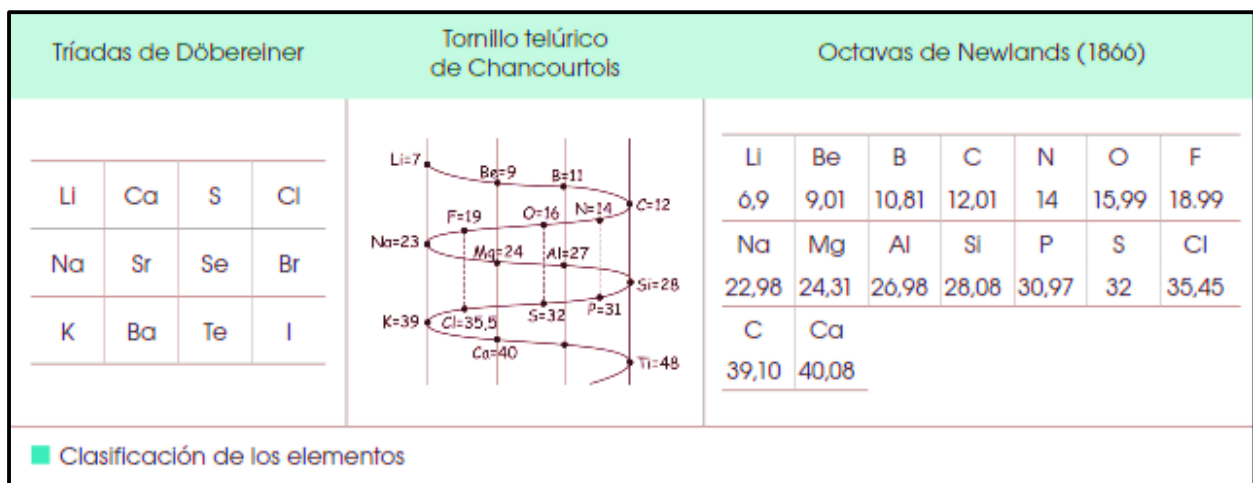 Tríadas de Döbereiner
Tornillo telúrico
de Chancourtois
Octavas de Newlands (1866)
Li Ca S Cl
Na Sr Se Br
K Ba Te I
Li=7
Be=9
B=11
C=12
F=19
O=16
N=14
Na=23
Mg=24
Al=27
Si=28
K=39
Cl=35,5
S=32
P=31
Ca=40
Ti=48
Li Be B C N O F
6,9 9,01 10,81 12,01 14 15,99 18.99
Na Mg Al Si P S Cl
22,98 24,31 26,98 28,08 30,97 32 35,45
C Ca
39,10 40,08
Clasificación de los elementos